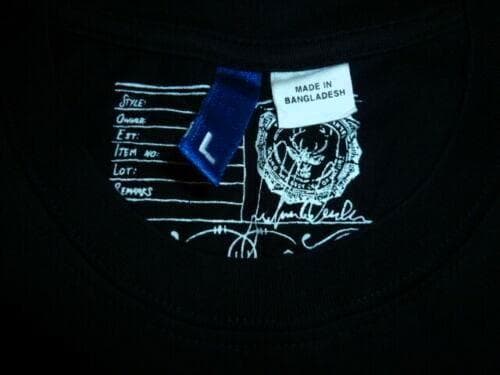 STYLE:
OWNER:
EST:
ITEM NO:
LOT:
REMARKS
L
MADE IN
BANGLADESH